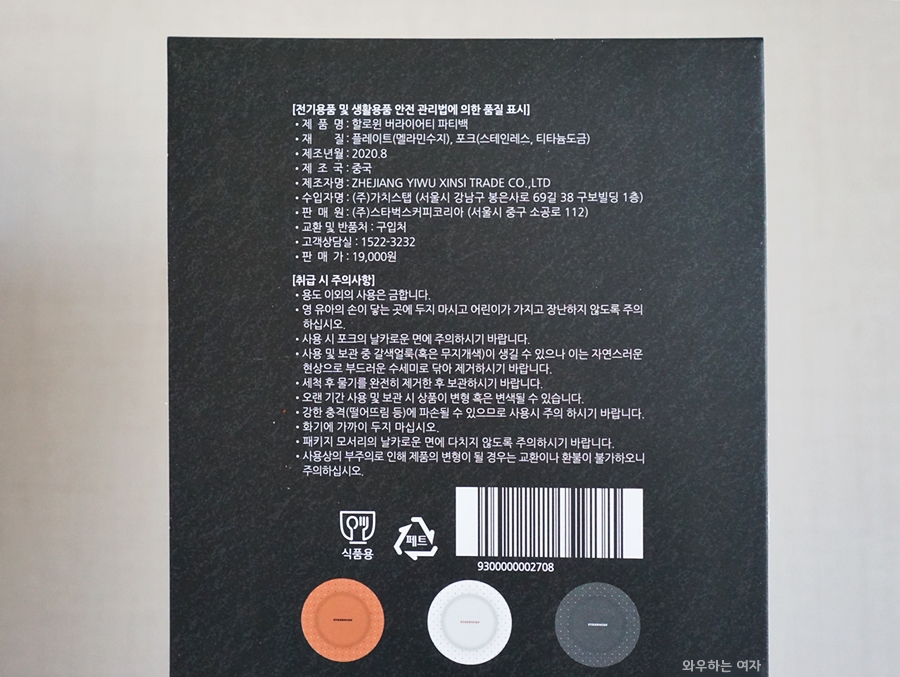 [전기용품 및 생활용품 안전 관리법에 의한 품질 표시]
• 제 품 명 : 할로윈 버라이어티 파티백
• 재 질 : 플레이트(멜라민수지), 포크(스테인레스, 티타늄도금)
• 제조년월 : 2020.8
• 제 조 국 : 중국
• 제조자명 : ZHEJIANG YIWU XINSI TRADE CO.,LTD
• 수입자명 : (주)가치스탭 (서울시 강남구 봉은사로 69길 38 구보빌딩 1층)
• 판 매 원 : (주)스타벅스커피코리아 (서울시 중구 소공로 112)
• 교환 및 반품처 : 구입처
• 고객상담실 : 1522-3232
• 판 매 가 : 19,000원
[취급 시 주의사항]
• 용도 이외의 사용은 금합니다.
• 영 유아의 손이 닿는 곳에 두지 마시고 어린이가 가지고 장난하지 않도록 주의
하십시오.
• 사용 시 포크의 날카로운 면에 주의하시기 바랍니다.
• 사용 및 보관 중 갈색얼룩(혹은 무지개색)이 생길 수 있으나 이는 자연스러운
현상으로 부드러운 수세미로 닦아 제거하시기 바랍니다.
• 세척 후 물기를 완전히 제거한 후 보관하시기 바랍니다.
• 오랜 기간 사용 및 보관 시 상품이 변형 혹은 변색될 수 있습니다.
• 강한 충격(떨어뜨림 등)에 파손될 수 있으므로 사용시 주의 하시기 바랍니다.
• 화기에 가까이 두지 마십시오.
• 패키지 모서리의 날카로운 면에 다치지 않도록 주의하시기 바랍니다.
• 사용상의 부주의로 인해 제품의 변형이 될 경우는 교환이나 환불이 불가하오니
주의하십시오.
식품용
페트
9300000002708
STARBUCKS
STARBUCKS
STARBUCKS
와우하는 여자